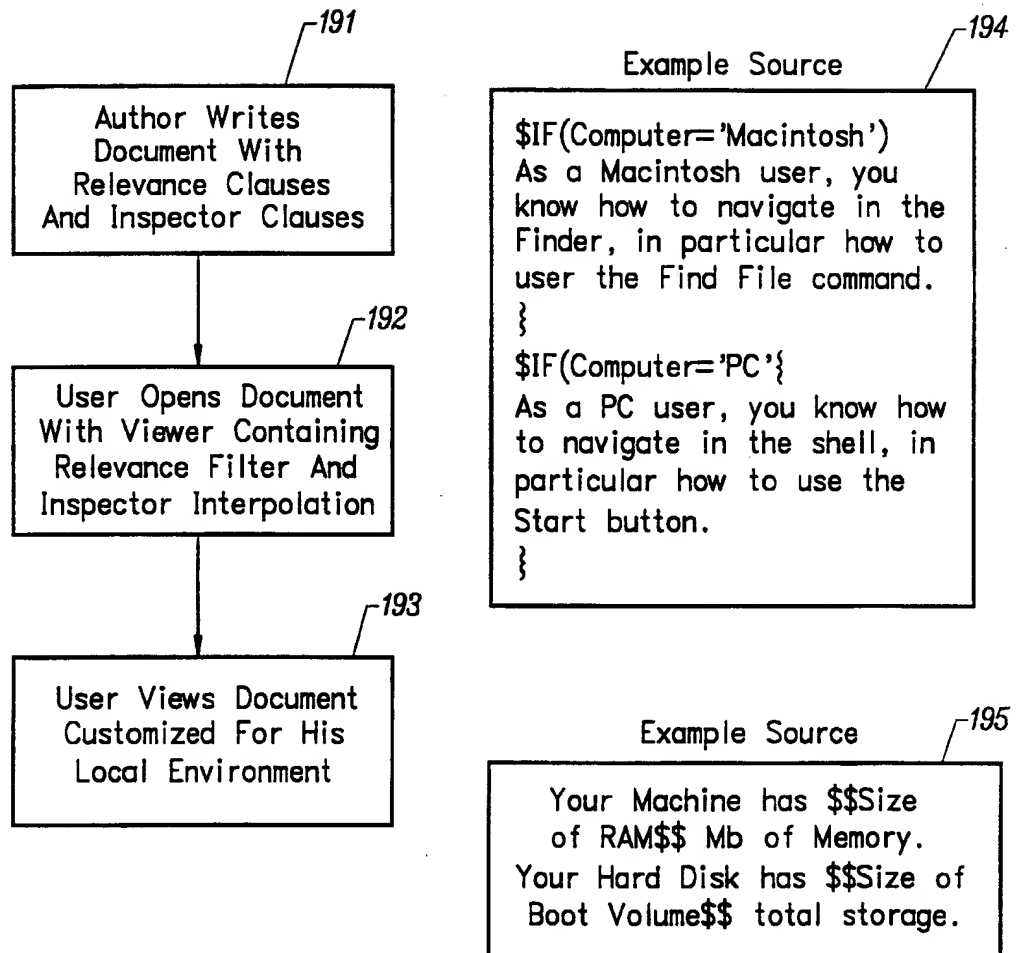 191
Author Writes
Document With
Relevance Clauses
And Inspector Clauses
192
User Opens Document
With Viewer Containing
Relevance Filter And
Inspector Interpolation
193
User Views Document
Customized For His
Local Environment
194
Example Source
$IF(Computer='Macintosh')
As a Macintosh user, you
know how to navigate in the
Finder, in particular how to
user the Find File command.
}
$IF(Computer='PC'{
As a PC user, you know how
to navigate in the shell, in
particular how to use the
Start button.
}
195
Example Source
Your Machine has $$Size
of RAM$$ Mb of Memory.
Your Hard Disk has $$Size of
Boot Volume$$ total storage.